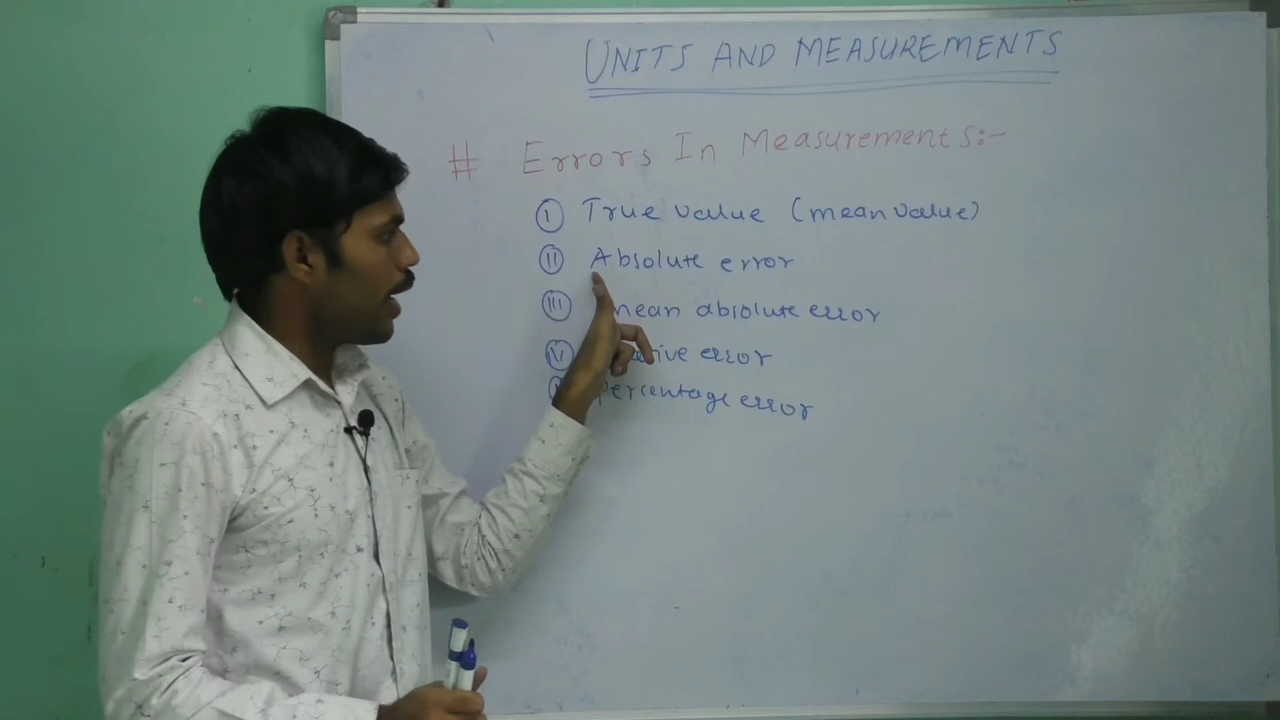 UNITS AND MEASUREMENTS
# Errors In Measurements:-
(I) True value (mean value)
(II) Absolute error
(III) mean absolute error
(IV) error
Percentage error